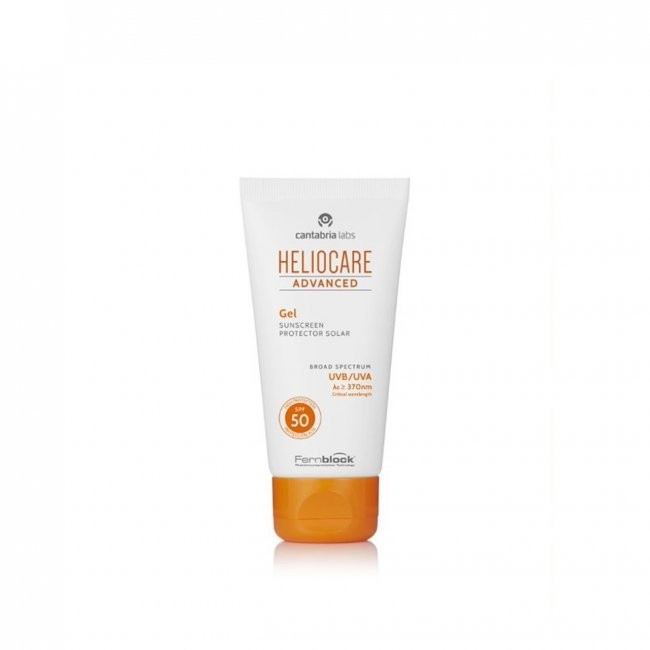 cantabria labs
HELIOCARE
ADVANCED
Gel
SUNSCREEN
PROTECTOR SOLAR
BROAD SPECTRUM
UVB/UVA
λc ≥ 370nm
Critical wavelength
SPF
50
Fernblock®